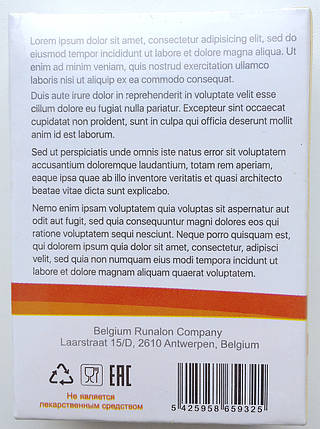 Lorem ipsum dolor sit amet, consectetur adipisicing elit, sed do
eiusmod tempor incididunt ut labore et dolore magna aliqua. Ut
enim ad minim veniam, quis nostrud exercitation ullamco
laboris nisi ut aliquip ex ea commodo consequat.
Duis aute irure dolor in reprehenderit in voluptate velit esse
cillum dolore eu fugiat nulla pariatur. Excepteur sint occaecat
cupidatat non proident, sunt in culpa qui officia deserunt mollit
anim id est laborum.
Sed ut perspiciatis unde omnis iste natus error sit voluptatem
accusantium doloremque laudantium, totam rem aperiam,
eaque ipsa quae ab illo inventore veritatis et quasi architecto
beatae vitae dicta sunt explicabo.
Nemo enim ipsam voluptatem quia voluptas sit aspernatur aut
odit aut fugit, sed quia consequuntur magni dolores eos qui
ratione voluptatem sequi nesciunt. Neque porro quisquam est,
qui dolorem ipsum quia dolor sit amet, consectetur, adipisci
velit, sed quia non numquam eius modi tempora incidunt ut
labore et dolore magnam aliquam quaerat voluptatem.
Belgium Runalon Company
Laarstraat 15/D, 2610 Antwerpen, Belgium
EAC
Не является
лекарственным средством
5 425958 659325